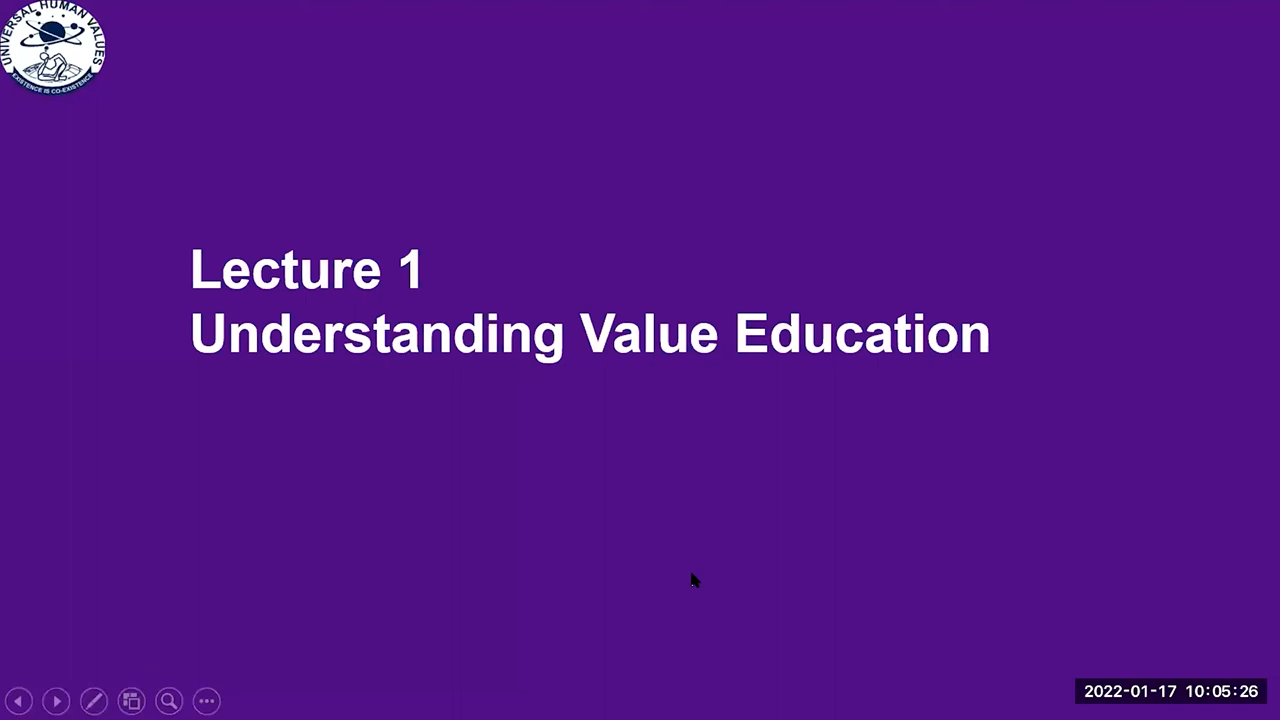 UNIVERSAL HUMAN VALUES
EXISTENCE IS CO-EXISTENCE
Lecture 1
Understanding Value Education
2022-01-17 10:05:26